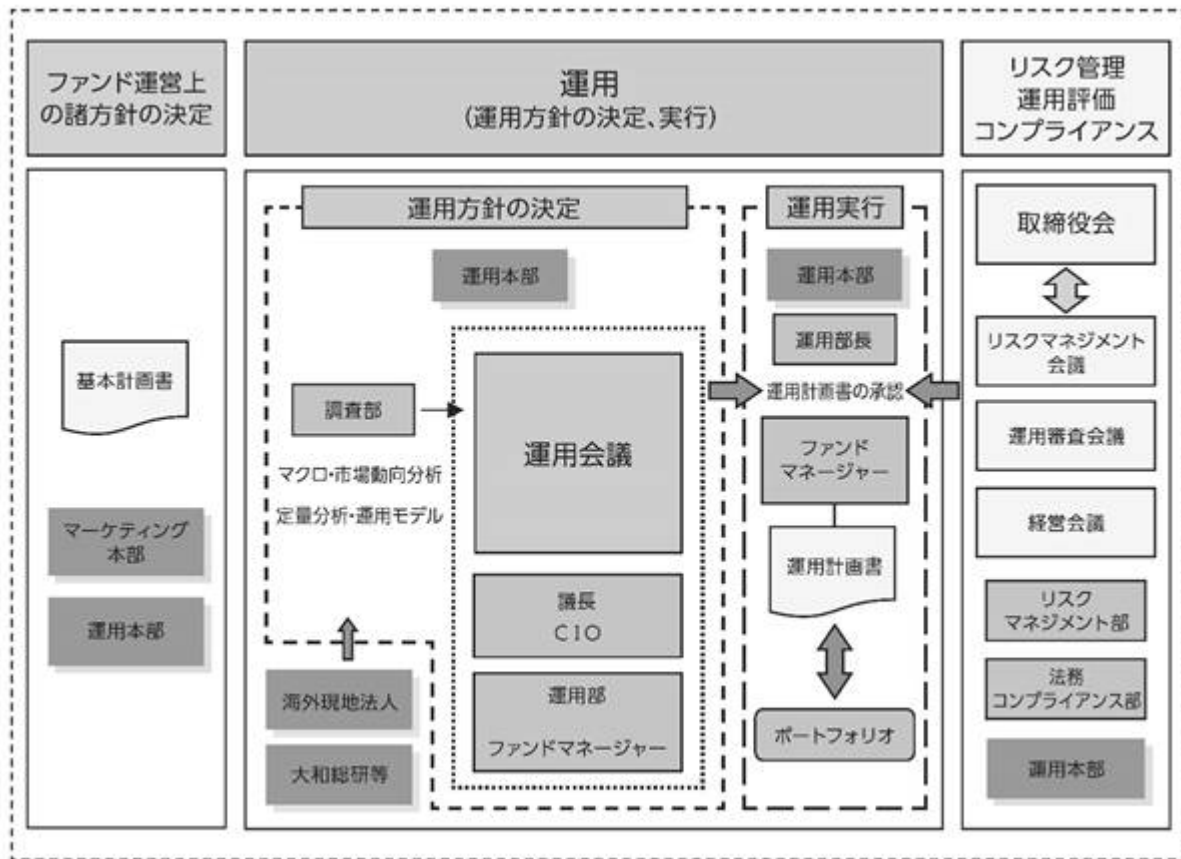 ファンド運営上
の諸方針の決定
運用
(運用方針の決定、実行)
リスク管理
運用評価
コンプライアンス
基本計画書
マーケティング
本部
運用本部
運用方針の決定
運用本部
調査部
マクロ・市場動向分析
定量分析・運用モデル
運用会議
議長
CIO
運用部
ファンドマネージャー
海外現地法人
大和総研等
運用実行
運用本部
運用部長
運用計画書の承認
ファンド
マネージャー
運用計画書
ポートフォリオ
取締役会
リスクマネジメント
会議
運用審査会議
経営会議
リスク
マネジメント部
法務
コンプライアンス部
運用本部